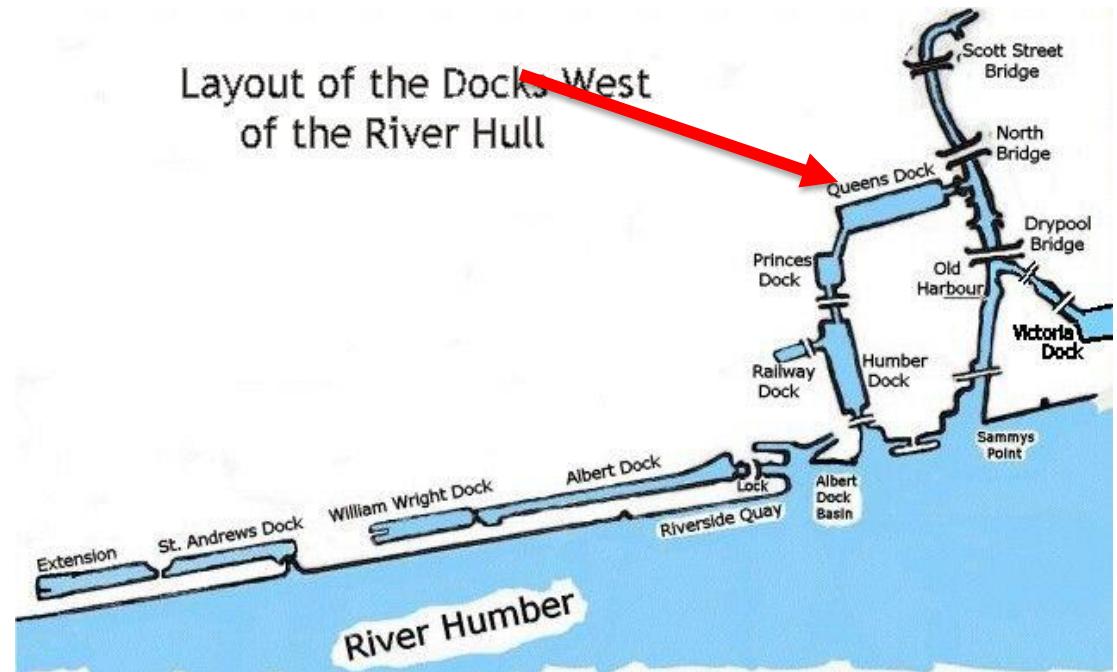 Layout of the Docks West
of the River Hull
Scott Street
Bridge
North
Bridge
Queens Dock
Drypool
Bridge
Princes
Dock
Old
Harbour
Victoria
Dock
Railway
Dock
Humber
Dock
Sammys
Point
Albert Dock
Lock
Albert
Dock
Basin
William Wright Dock
Riverside Quay
St. Andrews Dock
Extension
River Humber